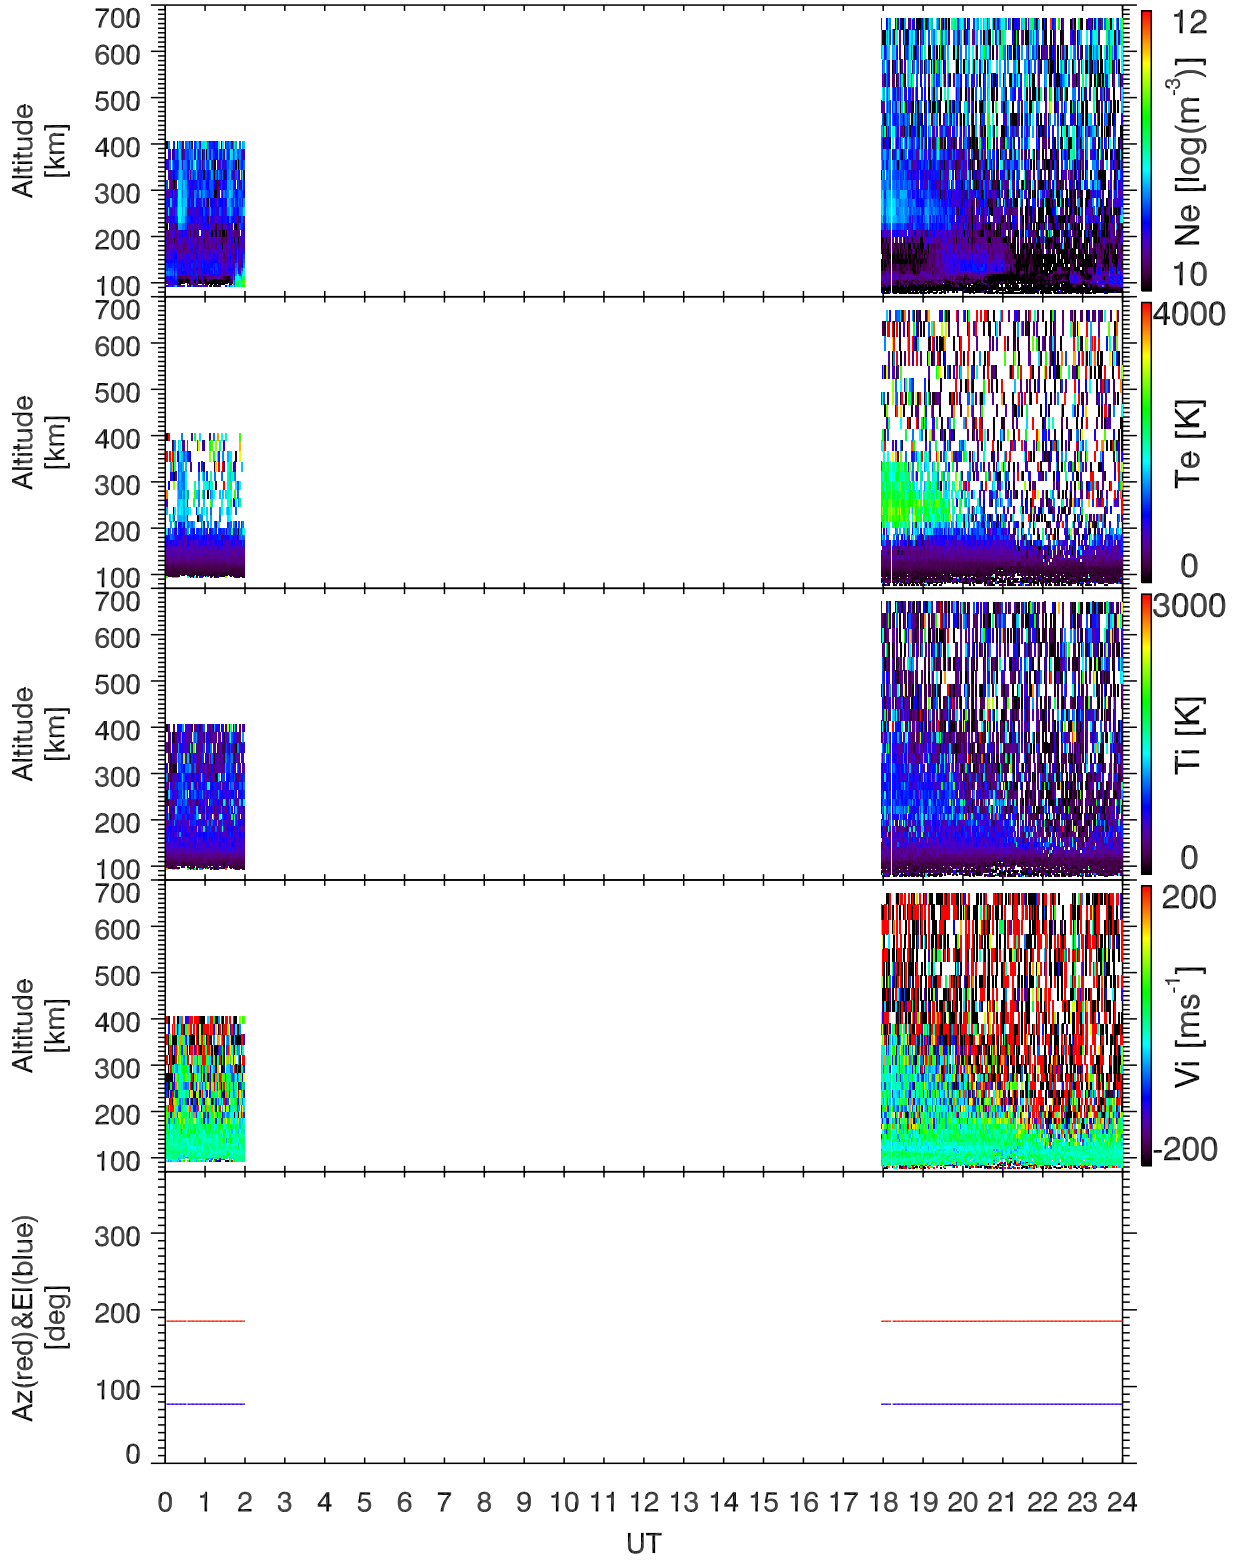 700
600
500
400
300
200
100
Altitude
[km]
12
10
Ne [log(m⁻³)]
700
600
500
400
300
200
100
Altitude
[km]
4000
0
Te [K]
700
600
500
400
300
200
100
Altitude
[km]
3000
0
Ti [K]
700
600
500
400
300
200
100
Altitude
[km]
200
-200
Vi [ms⁻¹]
300
200
100
0
Az(red)&El(blue)
[deg]
0 1 2 3 4 5 6 7 8 9 10 11 12 13 14 15 16 17 18 19 20 21 22 23 24
UT